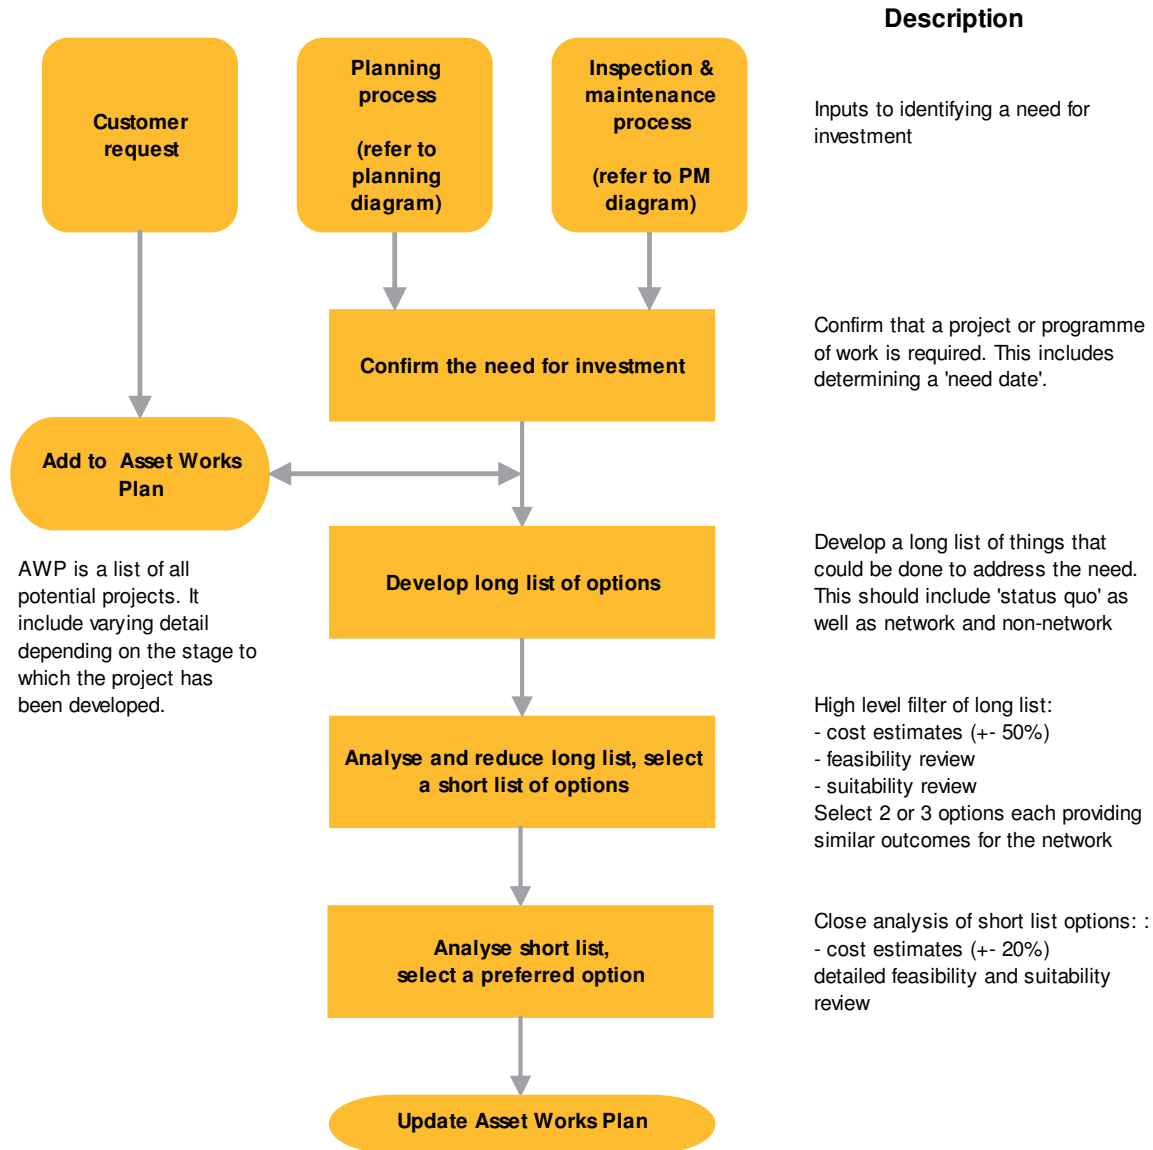 Description
Customer
request
Planning
process
(refer to
planning
diagram)
Inspection &
maintenance
process
(refer to PM
diagram)
Inputs to identifying a need for
investment
Confirm the need for investment
Confirm that a project or programme
of work is required. This includes
determining a 'need date'.
Add to Asset Works
Plan
AWP is a list of all
potential projects. It
include varying detail
depending on the stage to
which the project has
been developed.
Develop long list of options
Develop a long list of things that
could be done to address the need.
This should include 'status quo' as
well as network and non-network
Analyse and reduce long list, select
a short list of options
High level filter of long list:
- cost estimates (+- 50%)
- feasibility review
- suitability review
Select 2 or 3 options each providing
similar outcomes for the network
Analyse short list,
select a preferred option
Close analysis of short list options: :
- cost estimates (+- 20%)
detailed feasibility and suitability
review
Update Asset Works Plan